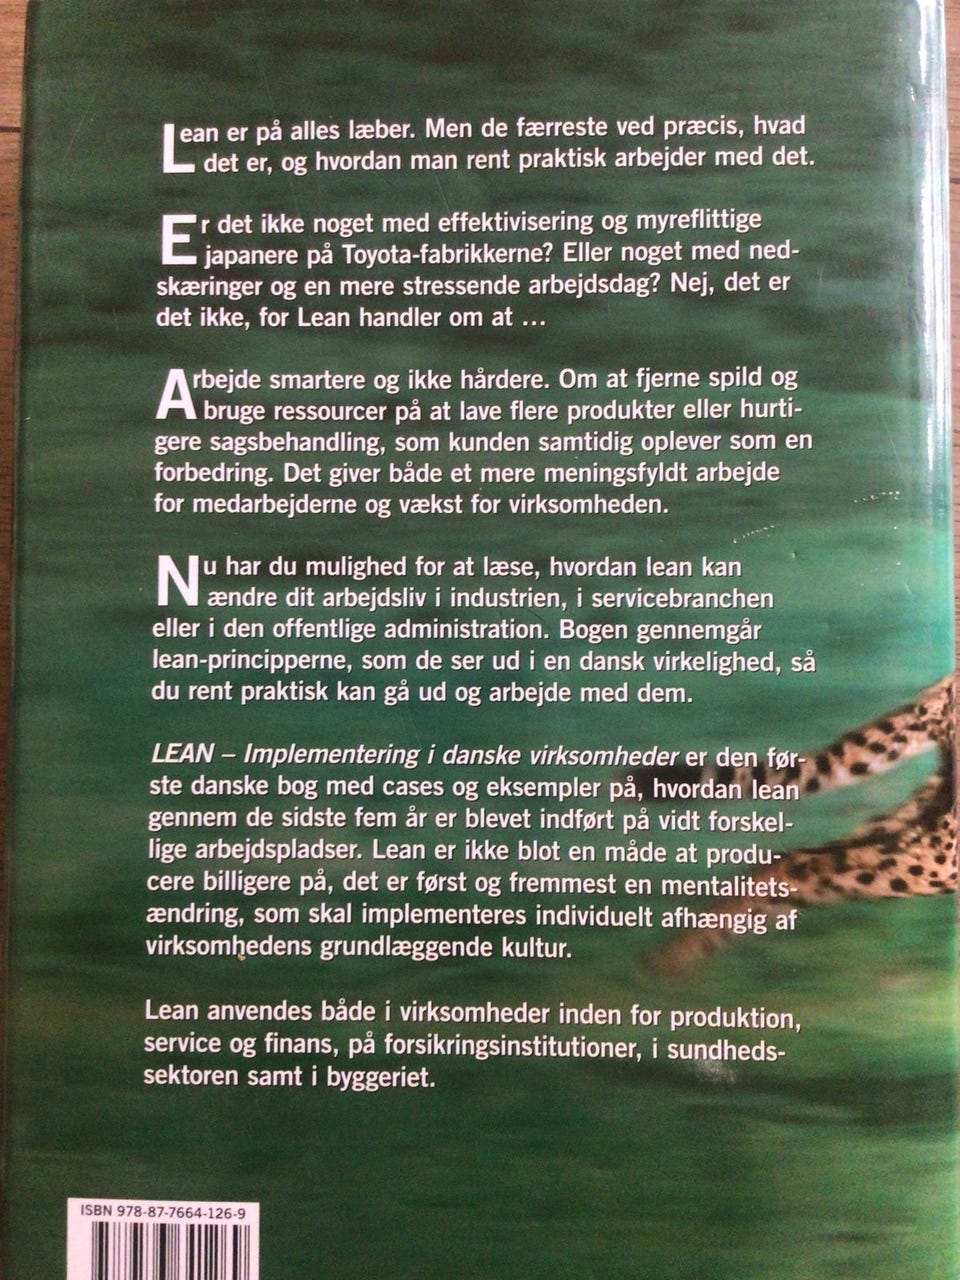 Lean er på alles læber. Men de færreste ved præcis, hvad
det er, og hvordan man rent praktisk arbejder med det.
Er det ikke noget med effektivisering og myreflittige
japanere på Toyota-fabrikkerne? Eller noget med ned-
skæringer og en mere stressende arbejdsdag? Nej, det er
det ikke, for Lean handler om at ...
Arbejde smartere og ikke hårdere. Om at fjerne spild og
bruge ressourcer på at lave flere produkter eller hurti-
gere sagsbehandling, som kunden samtidig oplever som en
forbedring. Det giver både et mere meningsfyldt arbejde
for medarbejderne og vækst for virksomheden.
Nu har du mulighed for at læse, hvordan lean kan
ændre dit arbejdsliv i industrien, i servicebranchen
eller i den offentlige administration. Bogen gennemgår
lean-principperne, som de ser ud i en dansk virkelighed, så
du rent praktisk kan gå ud og arbejde med dem.
LEAN – Implementering i danske virksomheder er den før-
ste danske bog med cases og eksempler på, hvordan lean
gennem de sidste fem år er blevet indført på vidt forskel-
lige arbejdspladser. Lean er ikke blot en måde at produ-
cere billigere på, det er først og fremmest en mentalitets-
ændring, som skal implementeres individuelt afhængig af
virksomhedens grundlæggende kultur.
Lean anvendes både i virksomheder inden for produktion,
service og finans, på forsikringsinstitutioner, i sundheds-
sektoren samt i byggeriet.
ISBN 978-87-7664-126-9